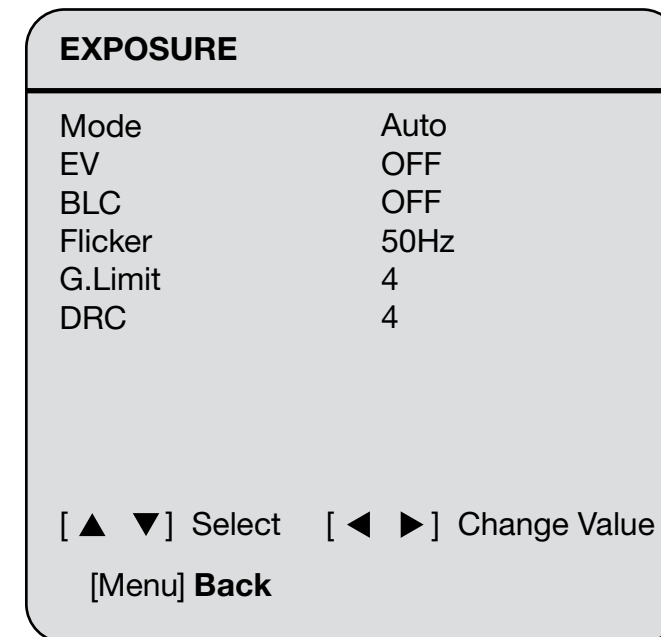 EXPOSURE
Mode Auto
EV OFF
BLC OFF
Flicker 50Hz
G.Limit 4
DRC 4
[ ▲ ▼ ] Select [ ◀ ▶ ] Change Value
[Menu] Back